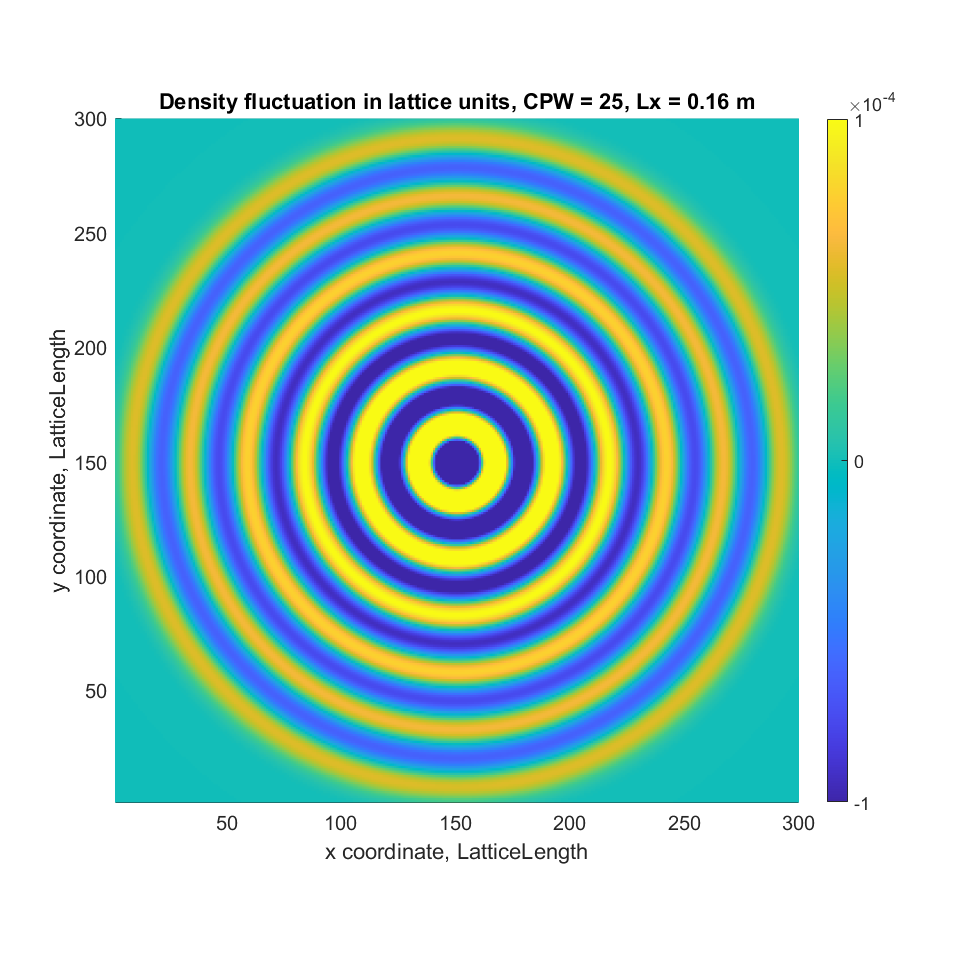 Density fluctuation in lattice units, CPW = 25, Lx = 0.16 m
×10⁻⁴
1
0
-1
300
250
200
150
100
50
y coordinate, LatticeLength
50 100 150 200 250 300
x coordinate, LatticeLength